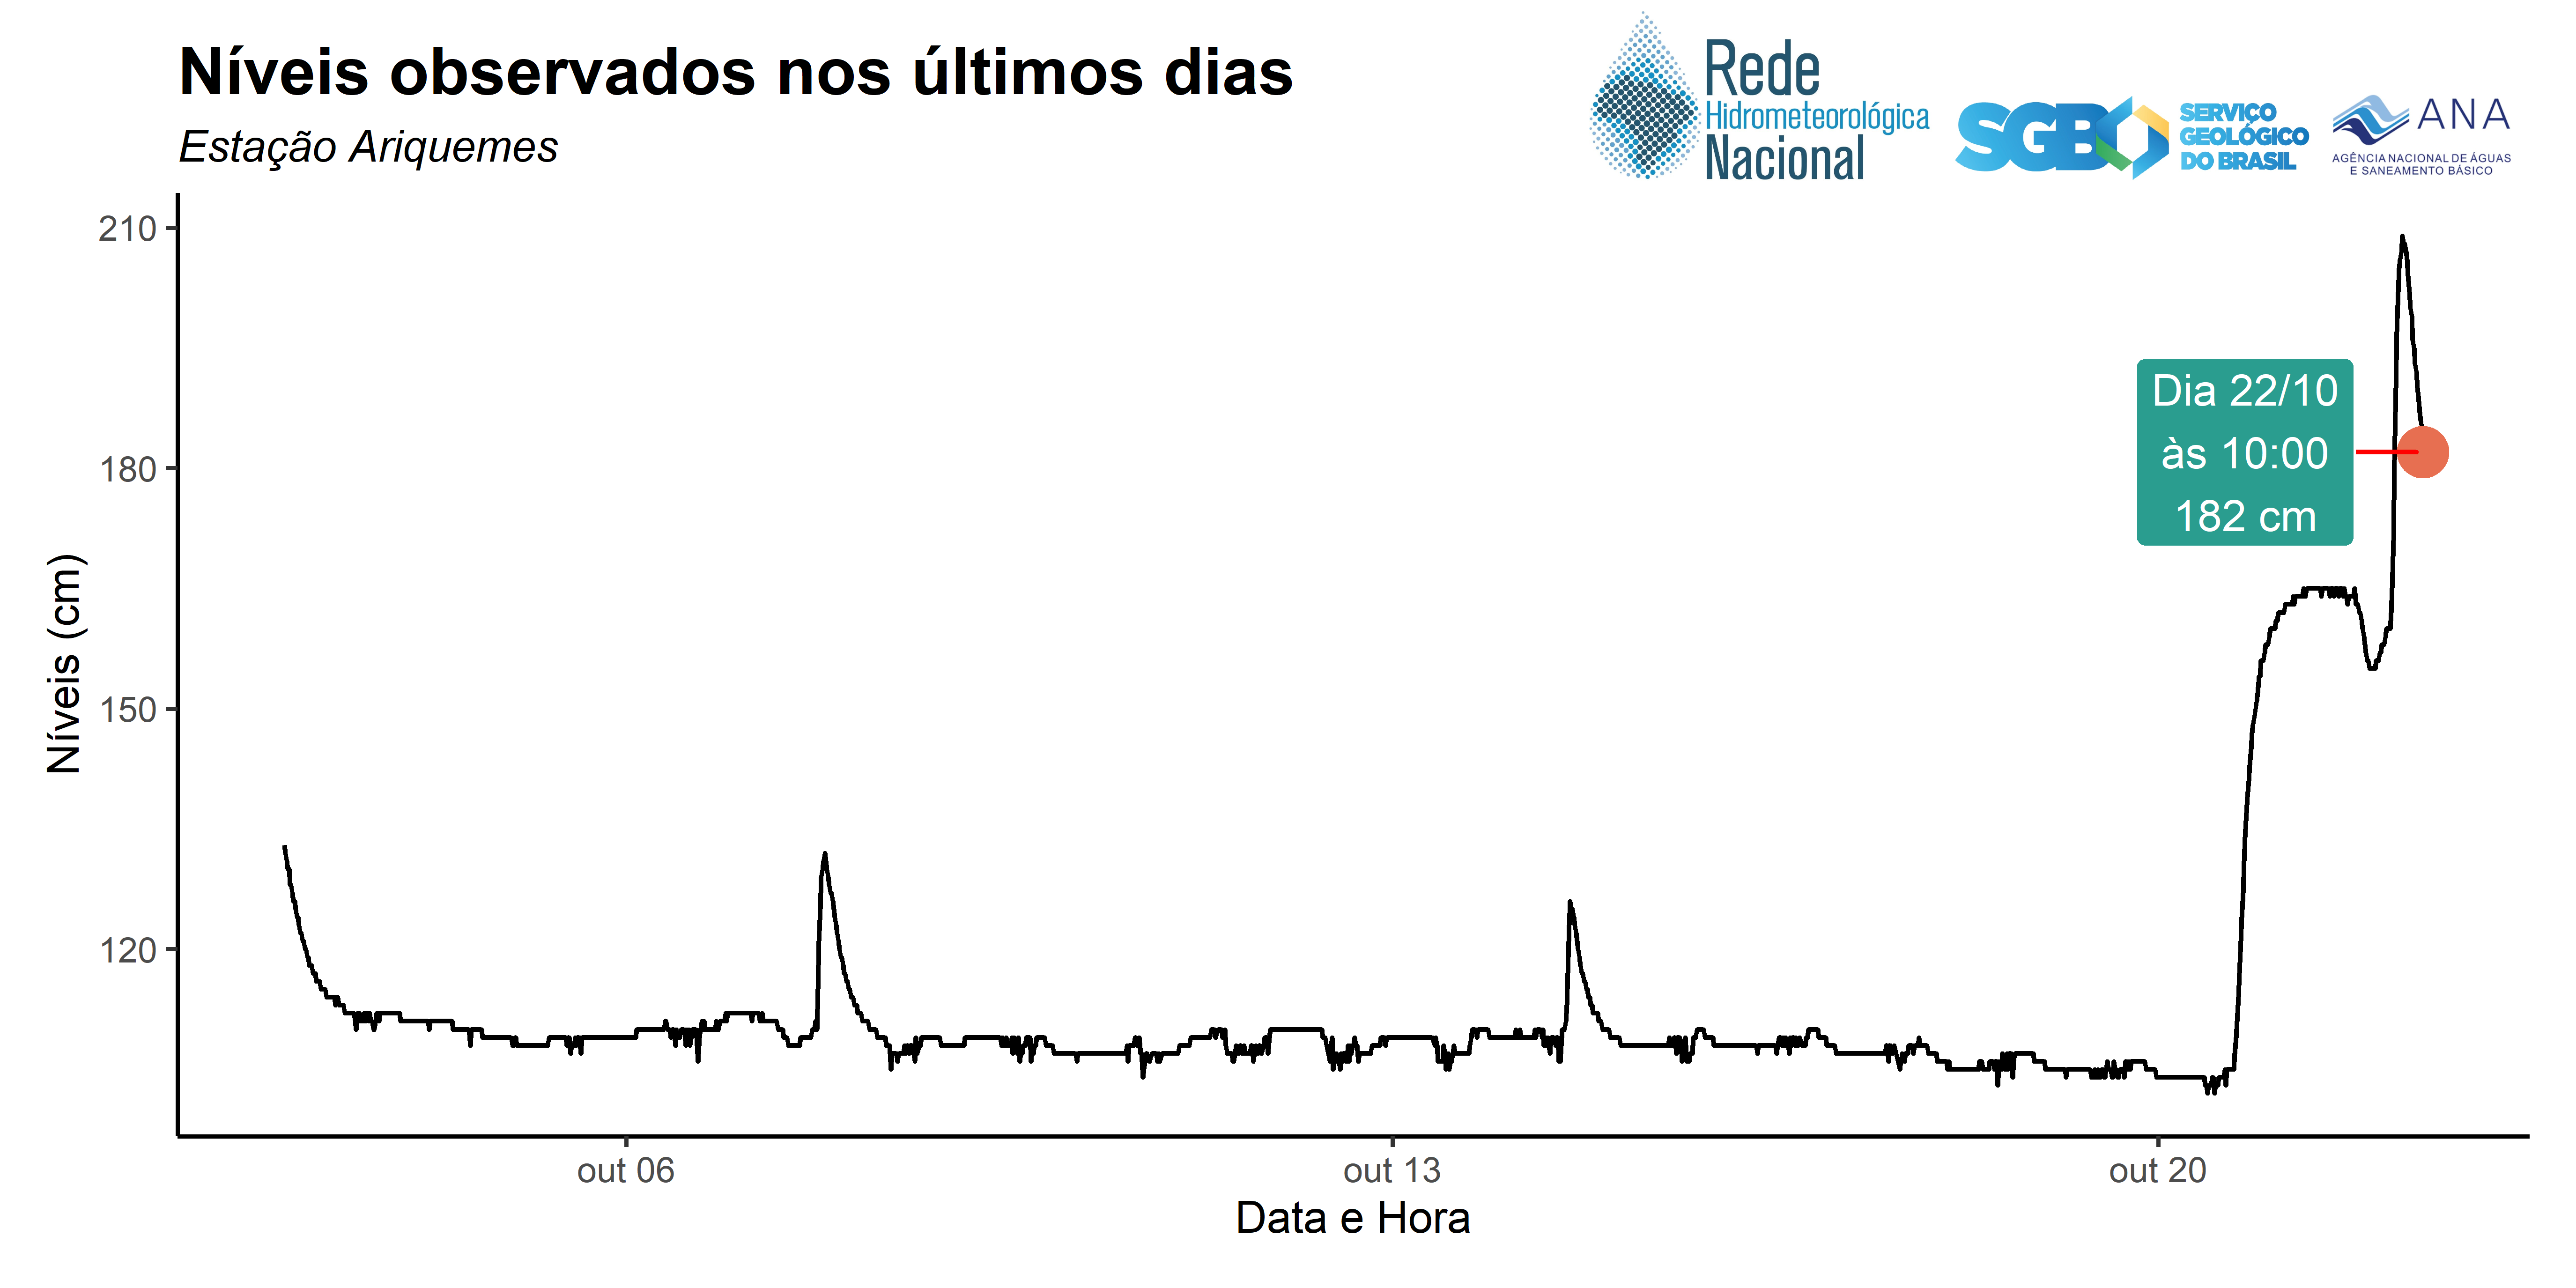 Níveis observados nos últimos dias
Estação Ariquemes
Rede
Hidrometeorológica
Nacional
SGB
SERVIÇO
GEOLÓGICO
DO BRASIL
ANA
AGÊNCIA NACIONAL DE ÁGUAS
E SANEAMENTO BÁSICO
210
180
150
120
Níveis (cm)
Dia 22/10
às 10:00
182 cm
out 06
out 13
out 20
Data e Hora